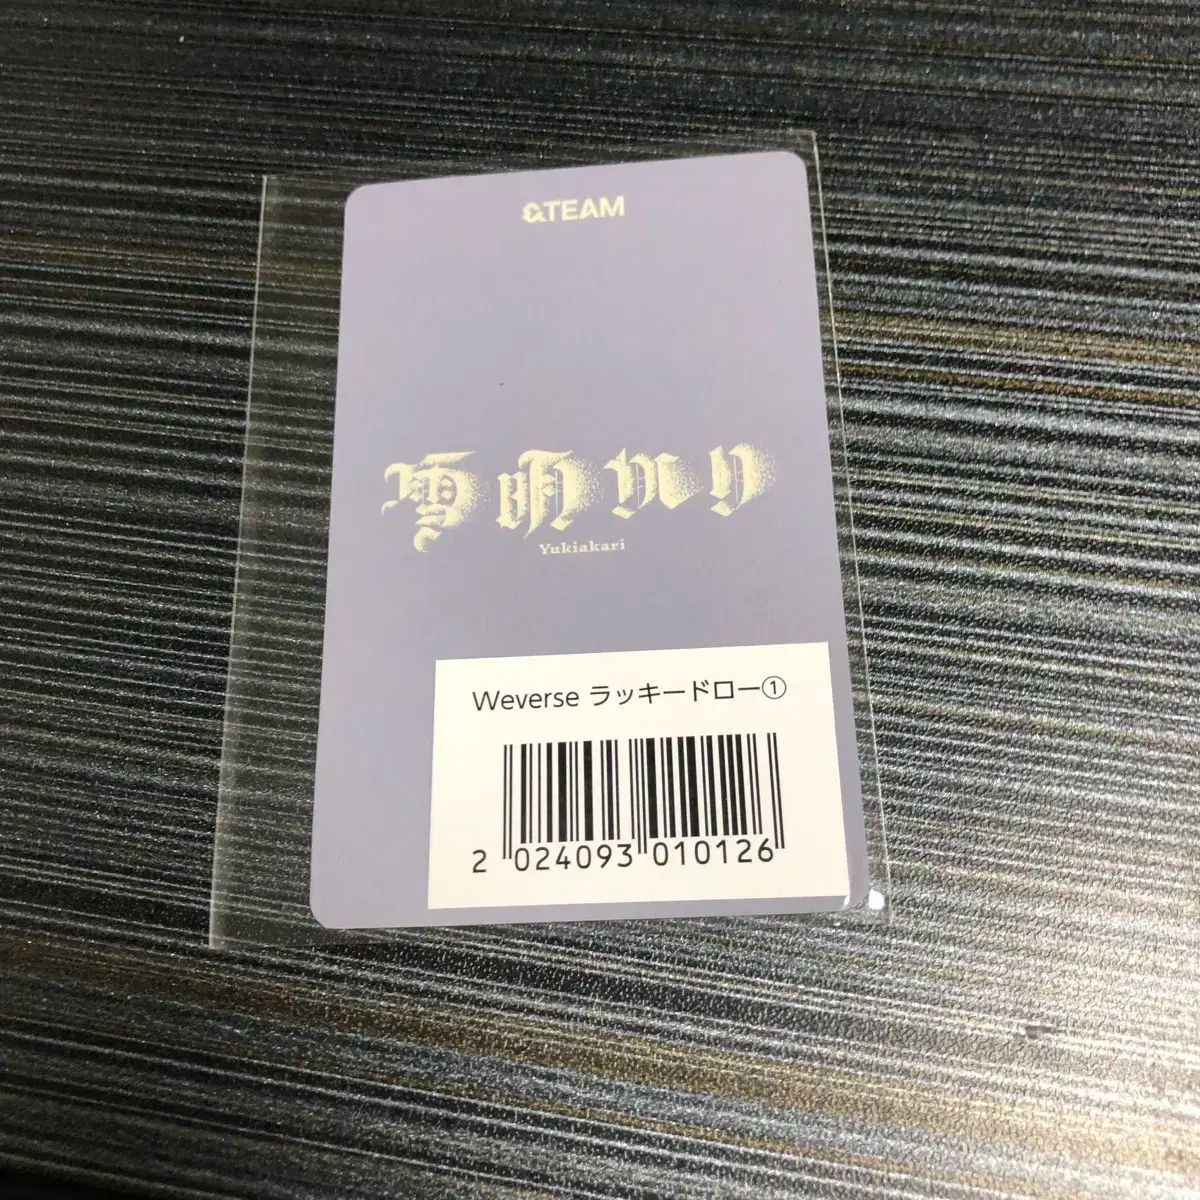 &TEAM
雪明かり
Yukiakari
Weverse ラッキードロー①
2 024093 010126